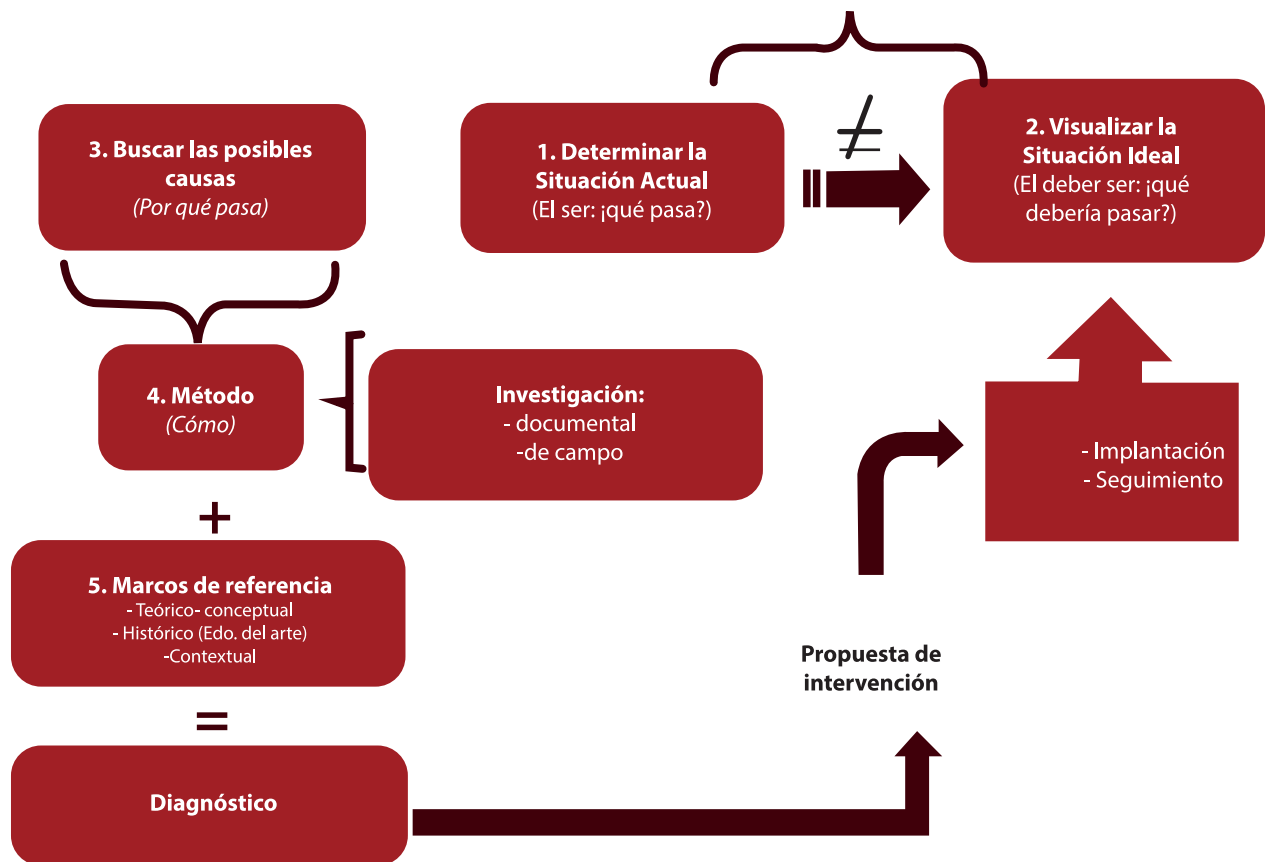 3. Buscar las posibles
causas
(Por qué pasa)
1. Determinar la
Situación Actual
(El ser: ¡qué pasa?)
≠
2. Visualizar la
Situación Ideal
(El deber ser: ¡qué
debería pasar?)
4. Método
(Cómo)
Investigación:
- documental
-de campo
- Implantación
- Seguimiento
+
5. Marcos de referencia
- Teórico- conceptual
- Histórico (Edo. del arte)
-Contextual
Propuesta de
intervención
=
Diagnóstico